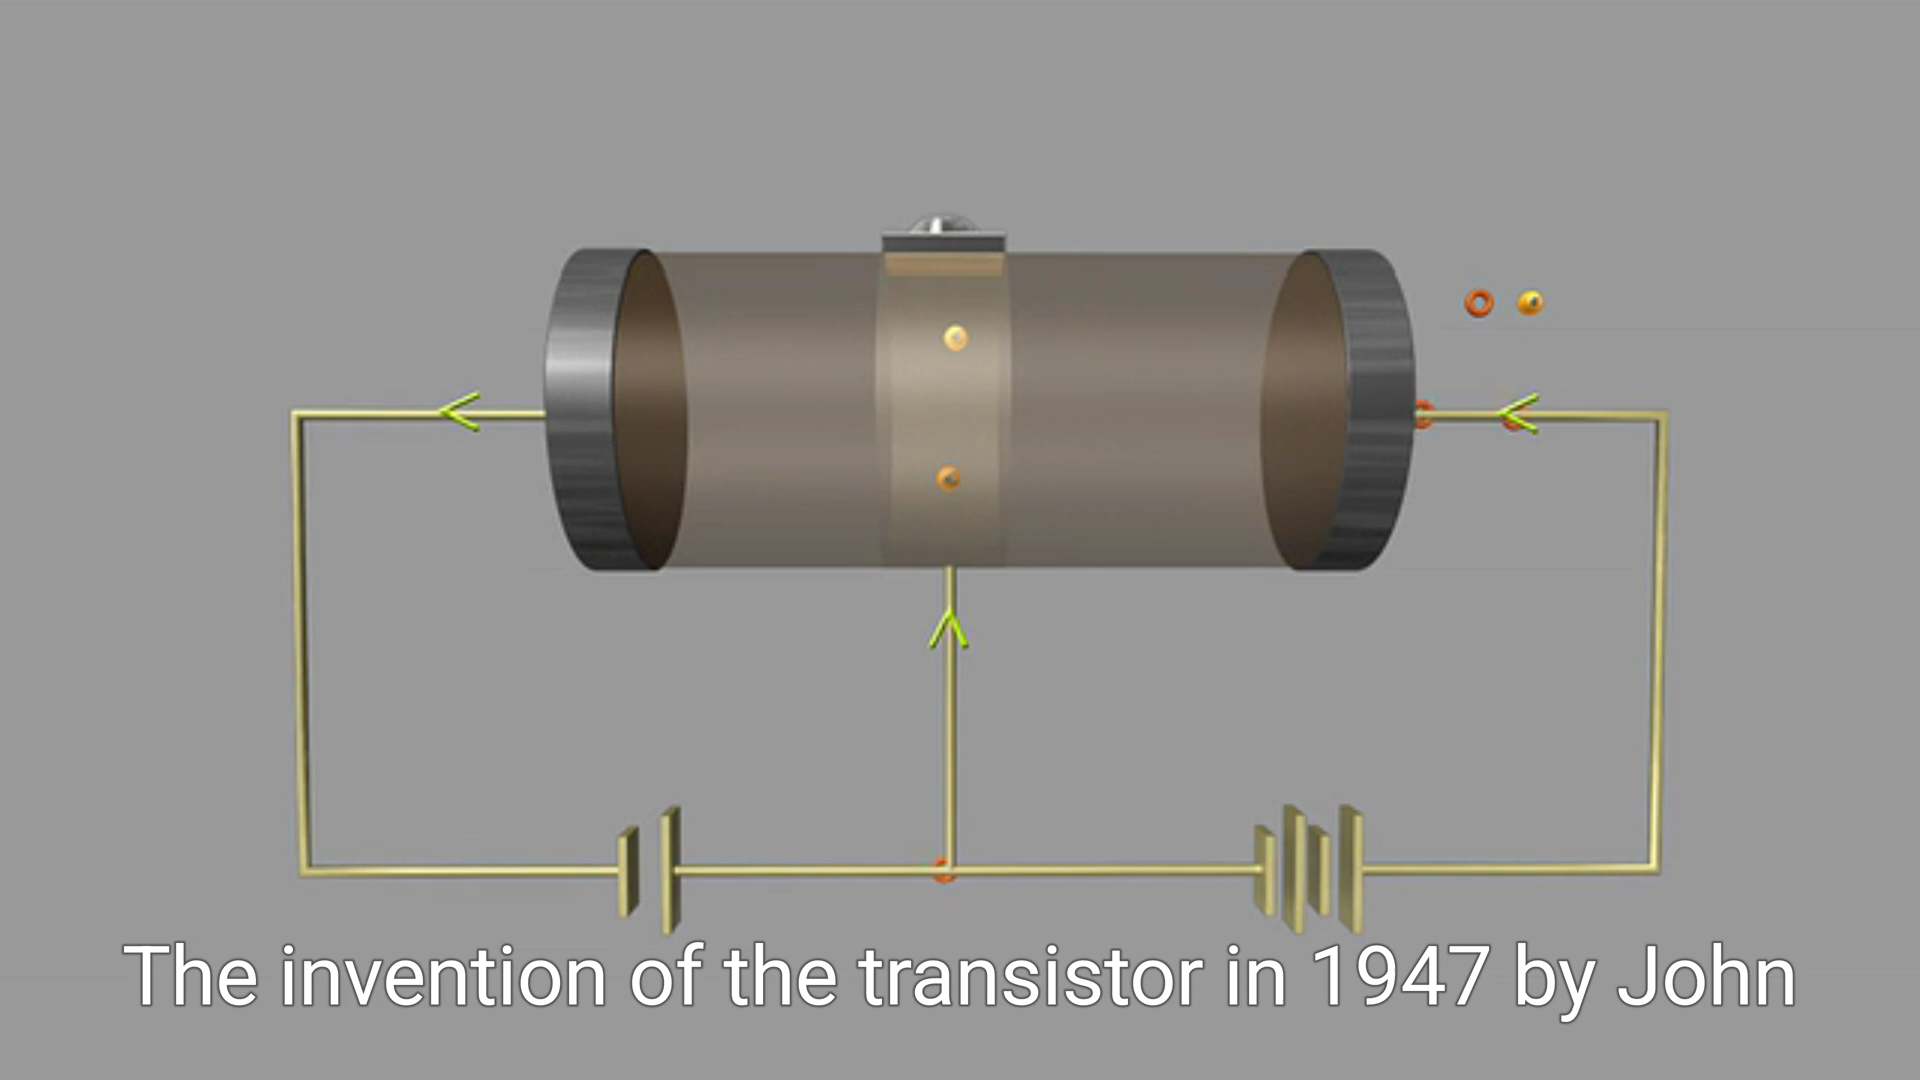 The invention of the transistor in 1947 by John